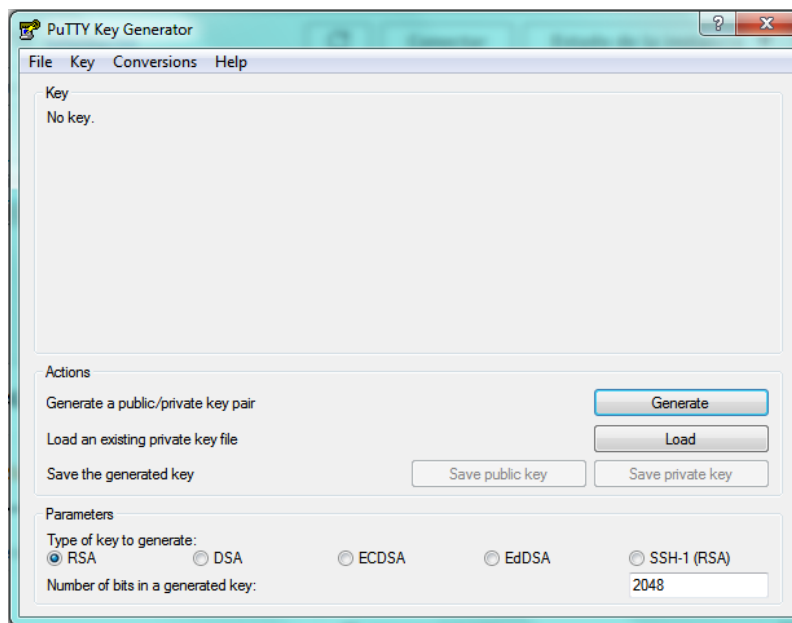 PuTTY Key Generator
File Key Conversions Help
Key
No key.
Actions
Generate a public/private key pair Generate
Load an existing private key file Load
Save the generated key Save public key Save private key
Parameters
Type of key to generate:
RSA DSA ECDSA EdDSA SSH-1 (RSA)
Number of bits in a generated key: 2048